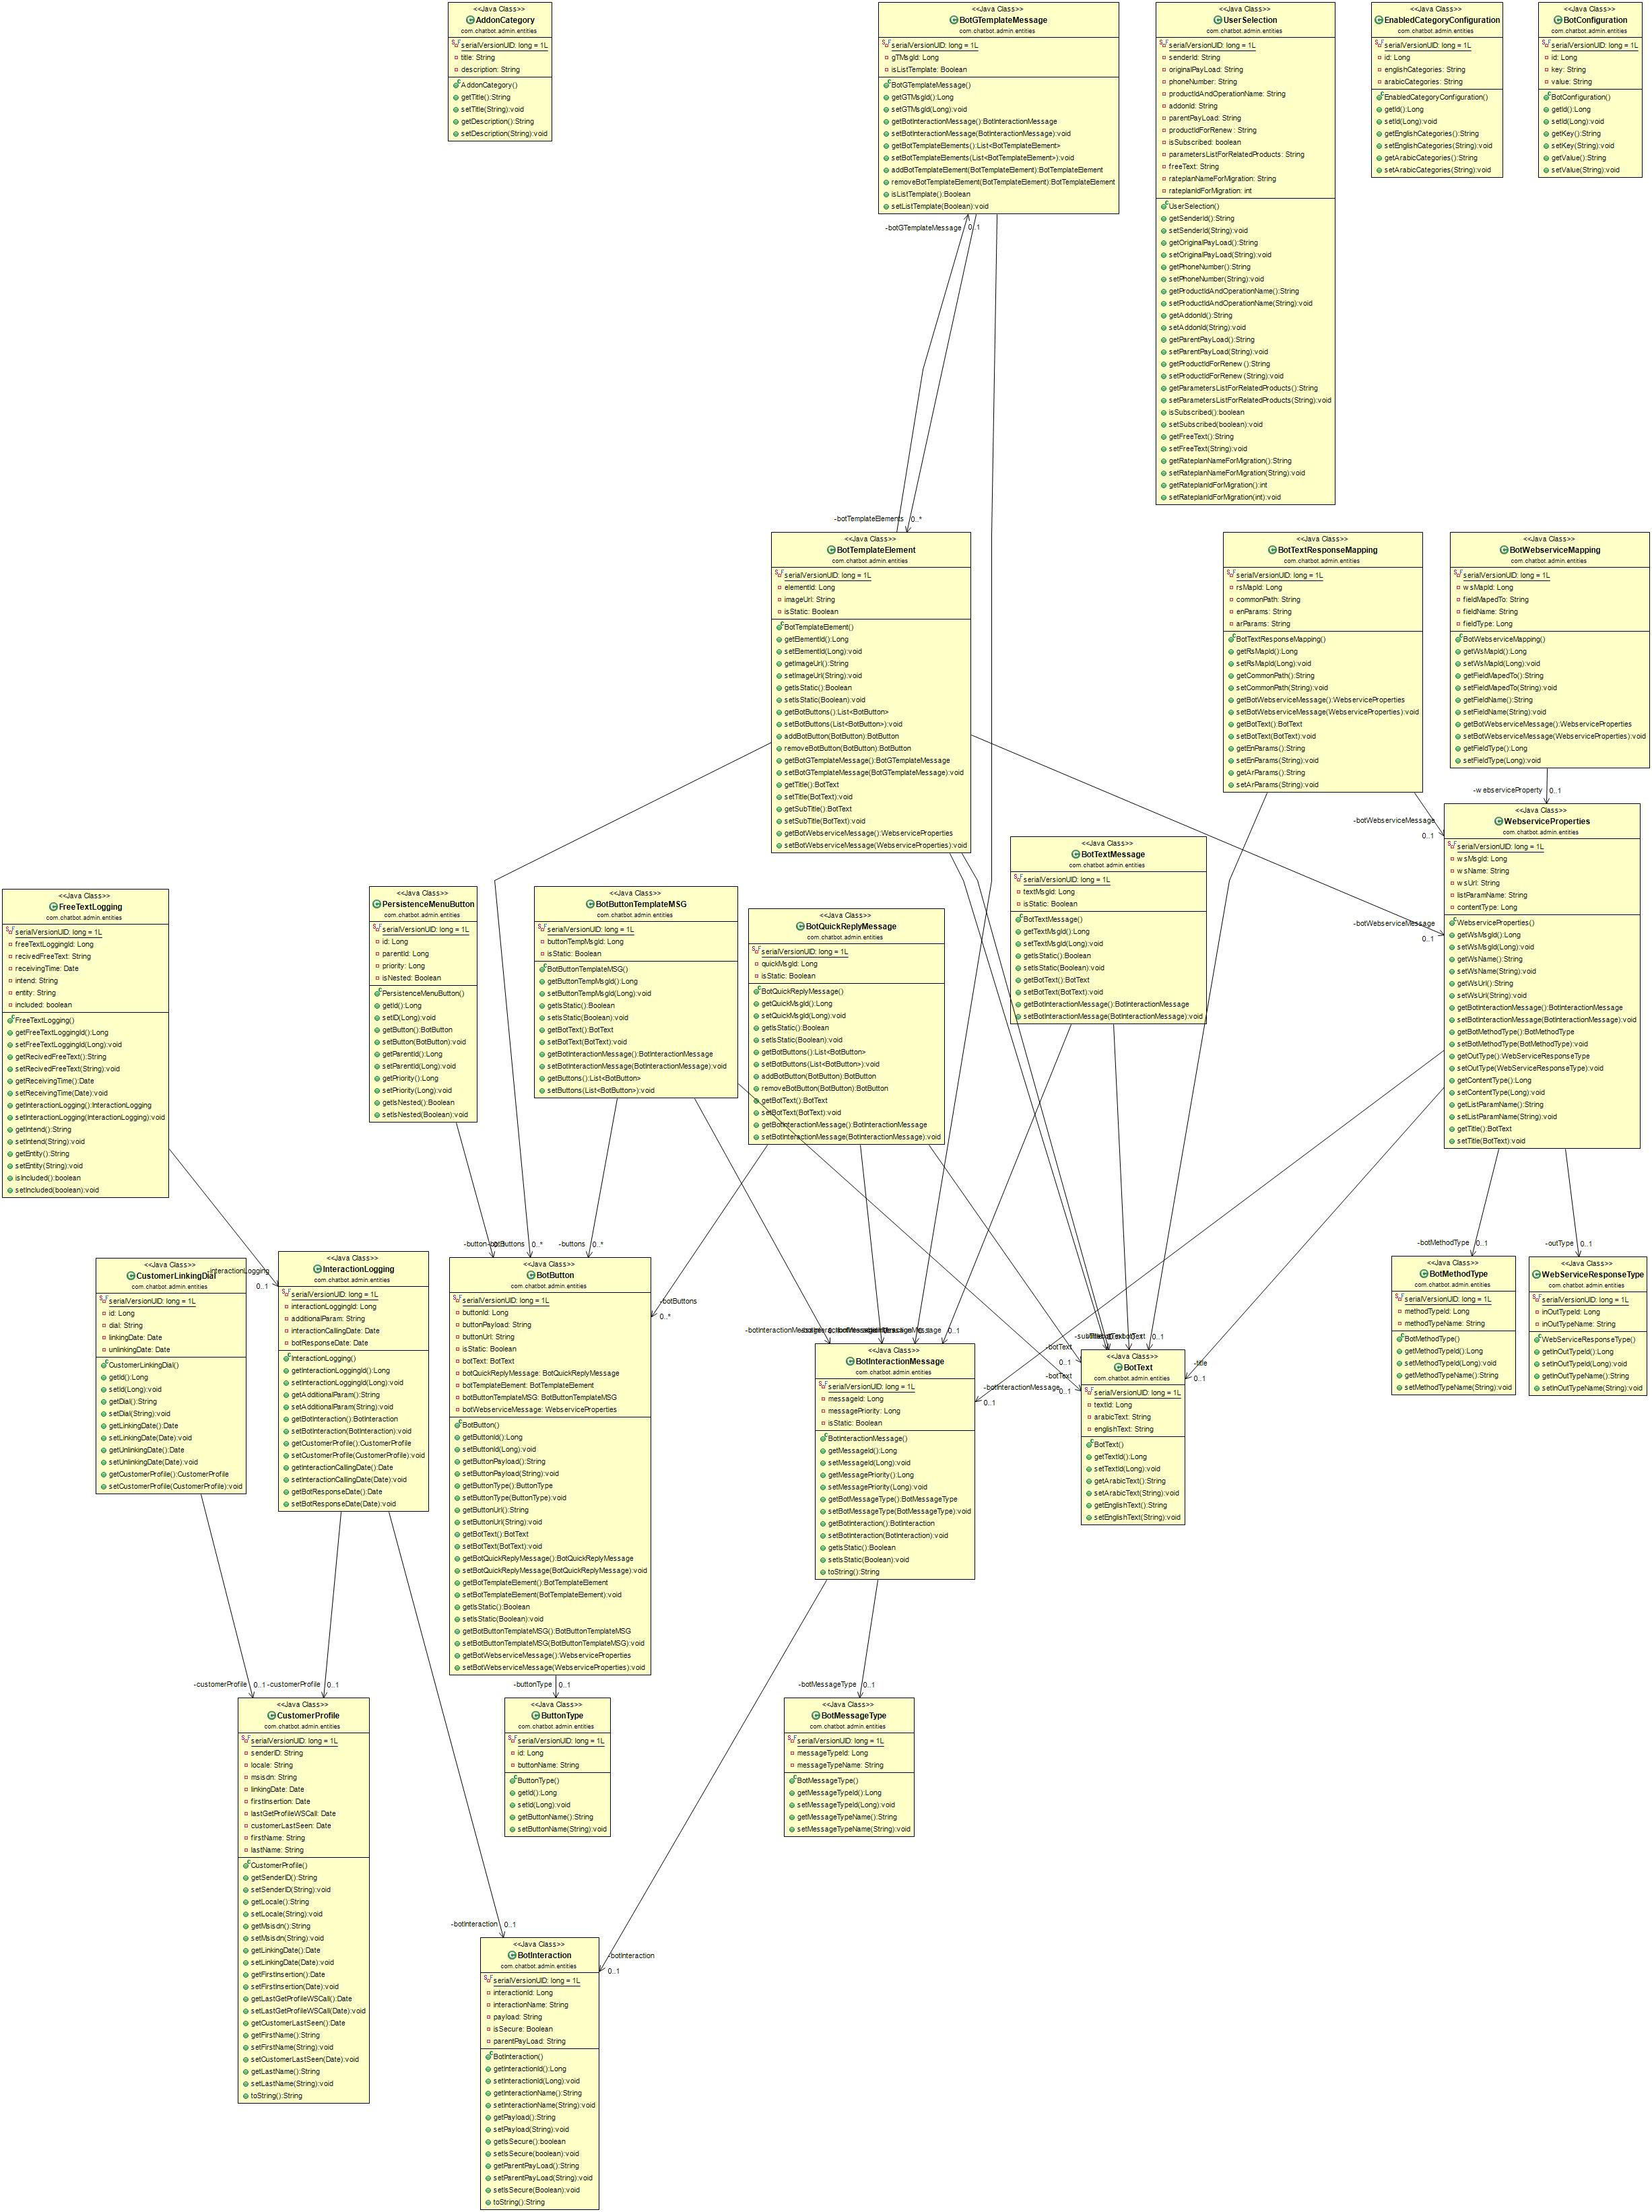 <<Java Class>>
AddonCategory
com.chatbot.admin.entities
serialVersionUID: long = 1L
title: String
description: String
AddonCategory()
getTitle():String
setTitle(String):void
getDescription():String
setDescription(String):void
<<Java Class>>
BotGTemplateMessage
com.chatbot.admin.entities
serialVersionUID: long = 1L
gTMsgId: Long
isListTemplate: Boolean
BotGTemplateMessage()
getGTMsgId():Long
setGTMsgId(Long):void
getBotInteractionMessage():BotInteractionMessage
setBotInteractionMessage(BotInteractionMessage):void
getBotTemplateElements():List<BotTemplateElement>
setBotTemplateElements(List<BotTemplateElement>):void
addBotTemplateElement(BotTemplateElement):BotTemplateElement
removeBotTemplateElement(BotTemplateElement):BotTemplateElement
isListTemplate():Boolean
setListTemplate(Boolean):void
<<Java Class>>
UserSelection
com.chatbot.admin.entities
serialVersionUID: long = 1L
senderId: String
originalPayLoad: String
phoneNumber: String
productIdAndOperationName: String
addonId: String
parentPayLoad: String
productIdForRenew : String
isSubscribed: boolean
parametersListForRelatedProducts: String
freeText: String
rateplanNameForMigration: String
rateplanIdForMigration: int
UserSelection()
getSenderId():String
setSenderId(String):void
getOriginalPayLoad():String
setOriginalPayLoad(String):void
getPhoneNumber():String
setPhoneNumber(String):void
getProductIdAndOperationName():String
setProductIdAndOperationName(String):void
getAddonId():String
setAddonId(String):void
getParentPayLoad():String
setParentPayLoad(String):void
getProductIdForRenew ():String
setProductIdForRenew (String):void
getParametersListForRelatedProducts():String
setParametersListForRelatedProducts(String):void
isSubscribed():boolean
setSubscribed(boolean):void
getFreeText():String
setFreeText(String):void
getRateplanNameForMigration():String
setRateplanNameForMigration(String):void
getRateplanIdForMigration():int
setRateplanIdForMigration(int):void
<<Java Class>>
EnabledCategoryConfiguration
com.chatbot.admin.entities
serialVersionUID: long = 1L
id: Long
englishCategories: String
arabicCategories: String
EnabledCategoryConfiguration()
getId():Long
setId(Long):void
getEnglishCategories():String
setEnglishCategories(String):void
getArabicCategories():String
setArabicCategories(String):void
<<Java Class>>
BotConfiguration
com.chatbot.admin.entities
serialVersionUID: long = 1L
id: Long
key: String
value: String
BotConfiguration()
getId():Long
setId(Long):void
getKey():String
setKey(String):void
getValue():String
setValue(String):void
-botGTemplateMessage 0..1
-botTemplateElements 0..*
<<Java Class>>
BotTemplateElement
com.chatbot.admin.entities
serialVersionUID: long = 1L
elementId: Long
imageUrl: String
isStatic: Boolean
BotTemplateElement()
getElementId():Long
setElementId(Long):void
getImageUrl():String
setImageUrl(String):void
getIsStatic():Boolean
setIsStatic(Boolean):void
getBotButtons():List<BotButton>
setBotButtons(List<BotButton>):void
addBotButton(BotButton):BotButton
removeBotButton(BotButton):BotButton
getBotGTemplateMessage():BotGTemplateMessage
setBotGTemplateMessage(BotGTemplateMessage):void
getTitle():BotText
setTitle(BotText):void
getSubTitle():BotText
setSubTitle(BotText):void
getBotWebserviceMessage():WebserviceProperties
setBotWebserviceMessage(WebserviceProperties):void
<<Java Class>>
BotTextResponseMapping
com.chatbot.admin.entities
serialVersionUID: long = 1L
rsMapId: Long
commonPath: String
enParams: String
arParams: String
BotTextResponseMapping()
getRsMapId():Long
setRsMapId(Long):void
getCommonPath():String
setCommonPath(String):void
getBotWebserviceMessage():WebserviceProperties
setBotWebserviceMessage(WebserviceProperties):void
getBotText():BotText
setBotText(BotText):void
getEnParams():String
setEnParams(String):void
getArParams():String
setArParams(String):void
<<Java Class>>
BotWebserviceMapping
com.chatbot.admin.entities
serialVersionUID: long = 1L
wsMapId: Long
fieldMapedTo: String
fieldName: String
fieldType: Long
BotWebserviceMapping()
getWsMapId():Long
setWsMapId(Long):void
getFieldMapedTo():String
setFieldMapedTo(String):void
getFieldName():String
setFieldName(String):void
getBotWebserviceMessage():WebserviceProperties
setBotWebserviceMessage(WebserviceProperties):void
getFieldType():Long
setFieldType(Long):void
-webserviceProperty 0..1
-botWebserviceMessage
0..1
-botWebserviceMessage
0..1
<<Java Class>>
WebserviceProperties
com.chatbot.admin.entities
serialVersionUID: long = 1L
wsMsgId: Long
wsName: String
wsUrl: String
listParamName: String
contentType: Long
WebserviceProperties()
getWsMsgId():Long
setWsMsgId(Long):void
getWsName():String
setWsName(String):void
getWsUrl():String
setWsUrl(String):void
getBotInteractionMessage():BotInteractionMessage
setBotInteractionMessage(BotInteractionMessage):void
getBotMethodType():BotMethodType
setBotMethodType(BotMethodType):void
getOutType():WebServiceResponseType
setOutType(WebServiceResponseType):void
getContentType():Long
setContentType(Long):void
getListParamName():String
setListParamName(String):void
getTitle():BotText
setTitle(BotText):void
<<Java Class>>
FreeTextLogging
com.chatbot.admin.entities
serialVersionUID: long = 1L
freeTextLoggingId: Long
recivedFreeText: String
receivingTime: Date
intend: String
entity: String
included: boolean
FreeTextLogging()
getFreeTextLoggingId():Long
setFreeTextLoggingId(Long):void
getRecivedFreeText():String
setRecivedFreeText(String):void
getReceivingTime():Date
setReceivingTime(Date):void
getInteractionLogging():InteractionLogging
setInteractionLogging(InteractionLogging):void
getIntend():String
setIntend(String):void
getEntity():String
setEntity(String):void
isIncluded():boolean
setIncluded(boolean):void
<<Java Class>>
PersistenceMenuButton
com.chatbot.admin.entities
serialVersionUID: long = 1L
id: Long
parentId: Long
priority: Long
isNested: Boolean
PersistenceMenuButton()
getId():Long
setID(Long):void
getButton():BotButton
setButton(BotButton):void
getParentId():Long
setParentId(Long):void
getPriority():Long
setPriority(Long):void
getIsNested():Boolean
setIsNested(Boolean):void
<<Java Class>>
BotButtonTemplateMSG
com.chatbot.admin.entities
serialVersionUID: long = 1L
buttonTempMsgId: Long
isStatic: Boolean
BotButtonTemplateMSG()
getButtonTempMsgId():Long
setButtonTempMsgId(Long):void
getIsStatic():Boolean
setIsStatic(Boolean):void
getBotText():BotText
setBotText(BotText):void
getBotInteractionMessage():BotInteractionMessage
setBotInteractionMessage(BotInteractionMessage):void
getButtons():List<BotButton>
setButtons(List<BotButton>):void
<<Java Class>>
BotQuickReplyMessage
com.chatbot.admin.entities
serialVersionUID: long = 1L
quickMsgId: Long
isStatic: Boolean
BotQuickReplyMessage()
getQuickMsgId():Long
setQuickMsgId(Long):void
getIsStatic():Boolean
setIsStatic(Boolean):void
getBotButtons():List<BotButton>
setBotButtons(List<BotButton>):void
addBotButton(BotButton):BotButton
removeBotButton(BotButton):BotButton
getBotText():BotText
setBotText(BotText):void
getBotInteractionMessage():BotInteractionMessage
setBotInteractionMessage(BotInteractionMessage):void
<<Java Class>>
BotTextMessage
com.chatbot.admin.entities
serialVersionUID: long = 1L
textMsgId: Long
isStatic: Boolean
BotTextMessage()
getTextMsgId():Long
setTextMsgId(Long):void
getIsStatic():Boolean
setIsStatic(Boolean):void
getBotText():BotText
setBotText(BotText):void
getBotInteractionMessage():BotInteractionMessage
setBotInteractionMessage(BotInteractionMessage):void
-interactionLogging
0..1
-buttons 0..*
-botButtons
0..*
-botMethodType 0..1
-outType 0..1
<<Java Class>>
CustomerLinkingDial
com.chatbot.admin.entities
serialVersionUID: long = 1L
id: Long
dial: String
linkingDate: Date
unlinkingDate: Date
CustomerLinkingDial()
getId():Long
setId(Long):void
getDial():String
setDial(String):void
getLinkingDate():Date
setLinkingDate(Date):void
getUnlinkingDate():Date
setUnlinkingDate(Date):void
getCustomerProfile():CustomerProfile
setCustomerProfile(CustomerProfile):void
<<Java Class>>
InteractionLogging
com.chatbot.admin.entities
serialVersionUID: long = 1L
interactionLoggingId: Long
additionalParam: String
interactionCallingDate: Date
botResponseDate: Date
InteractionLogging()
getInteractionLoggingId():Long
setInteractionLoggingId(Long):void
getAdditionalParam():String
setAdditionalParam(String):void
getBotInteraction():BotInteraction
setBotInteraction(BotInteraction):void
getCustomerProfile():CustomerProfile
setCustomerProfile(CustomerProfile):void
getInteractionCallingDate():Date
setInteractionCallingDate(Date):void
getBotResponseDate():Date
setBotResponseDate(Date):void
<<Java Class>>
BotButton
com.chatbot.admin.entities
serialVersionUID: long = 1L
buttonId: Long
buttonPayload: String
buttonUrl: String
isStatic: Boolean
botText: BotText
botQuickReplyMessage: BotQuickReplyMessage
botTemplateElement: BotTemplateElement
botButtonTemplateMSG: BotButtonTemplateMSG
botWebserviceMessage: WebserviceProperties
BotButton()
getButtonId():Long
setButtonId(Long):void
getButtonPayload():String
setButtonPayload(String):void
getButtonType():ButtonType
setButtonType(ButtonType):void
getButtonUrl():String
setButtonUrl(String):void
getBotText():BotText
setBotText(BotText):void
getBotQuickReplyMessage():BotQuickReplyMessage
setBotQuickReplyMessage(BotQuickReplyMessage):void
getBotTemplateElement():BotTemplateElement
setBotTemplateElement(BotTemplateElement):void
getIsStatic():Boolean
setIsStatic(Boolean):void
getBotButtonTemplateMSG():BotButtonTemplateMSG
setBotButtonTemplateMSG(BotButtonTemplateMSG):void
getBotWebserviceMessage():WebserviceProperties
setBotWebserviceMessage(WebserviceProperties):void
<<Java Class>>
BotInteractionMessage
com.chatbot.admin.entities
serialVersionUID: long = 1L
messageId: Long
messagePriority: Long
isStatic: Boolean
BotInteractionMessage()
getMessageId():Long
setMessageId(Long):void
getMessagePriority():Long
setMessagePriority(Long):void
getBotMessageType():BotMessageType
setBotMessageType(BotMessageType):void
getBotInteraction():BotInteraction
setBotInteraction(BotInteraction):void
getIsStatic():Boolean
setIsStatic(Boolean):void
toString():String
-botInteractionMessage
0..1
-botText
0..1
-botText
0..1
-title
0..1
<<Java Class>>
BotText
com.chatbot.admin.entities
serialVersionUID: long = 1L
textId: Long
arabicText: String
englishText: String
BotText()
getTextId():Long
setTextId(Long):void
getArabicText():String
setArabicText(String):void
getEnglishText():String
setEnglishText(String):void
<<Java Class>>
BotMethodType
com.chatbot.admin.entities
serialVersionUID: long = 1L
methodTypeId: Long
methodTypeName: String
BotMethodType()
getMethodTypeId():Long
setMethodTypeId(Long):void
getMethodTypeName():String
setMethodTypeName(String):void
<<Java Class>>
WebServiceResponseType
com.chatbot.admin.entities
serialVersionUID: long = 1L
inOutTypeId: Long
inOutTypeName: String
WebServiceResponseType()
getInOutTypeId():Long
setInOutTypeId(Long):void
getInOutTypeName():String
setInOutTypeName(String):void
-customerProfile 0..1
-customerProfile 0..1
-buttonType 0..1
-botMessageType 0..1
<<Java Class>>
CustomerProfile
com.chatbot.admin.entities
serialVersionUID: long = 1L
senderID: String
locale: String
msisdn: String
linkingDate: Date
firstInsertion: Date
lastGetProfileWSCall: Date
customerLastSeen: Date
firstName: String
lastName: String
CustomerProfile()
getSenderID():String
setSenderID(String):void
getLocale():String
setLocale(String):void
getMsisdn():String
setMsisdn(String):void
getLinkingDate():Date
setLinkingDate(Date):void
getFirstInsertion():Date
setFirstInsertion(Date):void
getLastGetProfileWSCall():Date
setLastGetProfileWSCall(Date):void
getCustomerLastSeen():Date
getFirstName():String
setFirstName(String):void
setCustomerLastSeen(Date):void
getLastName():String
setLastName(String):void
toString():String
<<Java Class>>
ButtonType
com.chatbot.admin.entities
serialVersionUID: long = 1L
id: Long
buttonName: String
ButtonType()
getId():Long
setId(Long):void
getButtonName():String
setButtonName(String):void
<<Java Class>>
BotMessageType
com.chatbot.admin.entities
serialVersionUID: long = 1L
messageTypeId: Long
messageTypeName: String
BotMessageType()
getMessageTypeId():Long
setMessageTypeId(Long):void
getMessageTypeName():String
setMessageTypeName(String):void
-botInteraction 0..1
-botInteraction
0..1
<<Java Class>>
BotInteraction
com.chatbot.admin.entities
serialVersionUID: long = 1L
interactionId: Long
interactionName: String
payload: String
isSecure: Boolean
parentPayLoad: String
BotInteraction()
getInteractionId():Long
setInteractionId(Long):void
getInteractionName():String
setInteractionName(String):void
getPayload():String
setPayload(String):void
getIsSecure():boolean
setIsSecure(boolean):void
getParentPayLoad():String
setParentPayLoad(String):void
setIsSecure(Boolean):void
toString():String